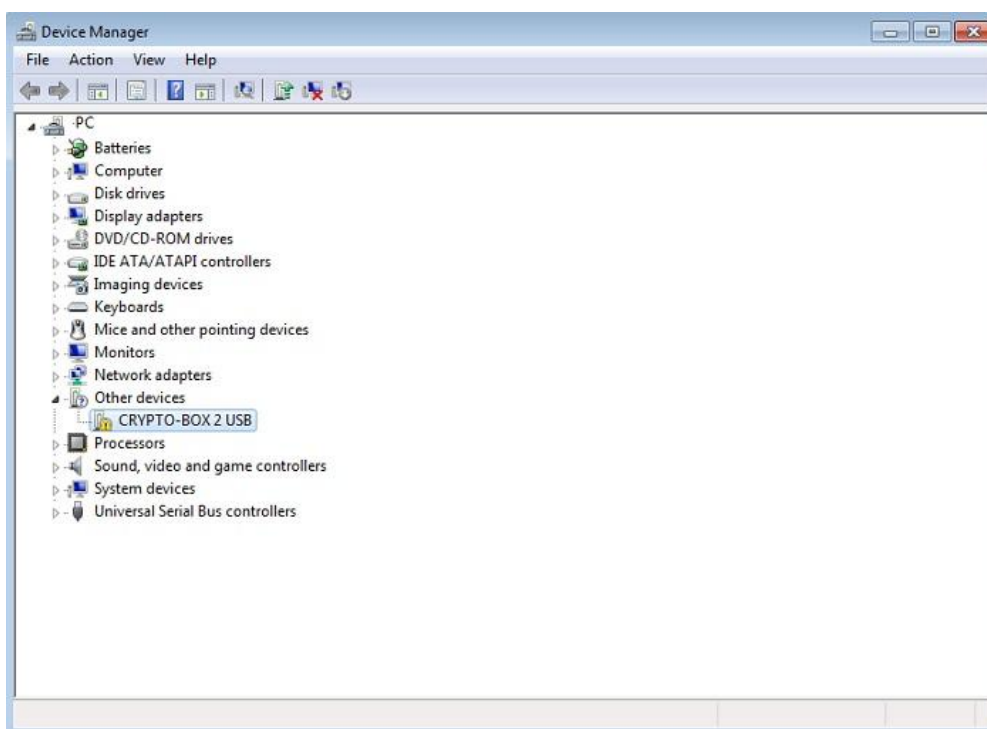 Device Manager
File Action View Help
-PC
Batteries
Computer
Disk drives
Display adapters
DVD/CD-ROM drives
IDE ATA/ATAPI controllers
Imaging devices
Keyboards
Mice and other pointing devices
Monitors
Network adapters
Other devices
CRYPTO-BOX 2 USB
Processors
Sound, video and game controllers
System devices
Universal Serial Bus controllers